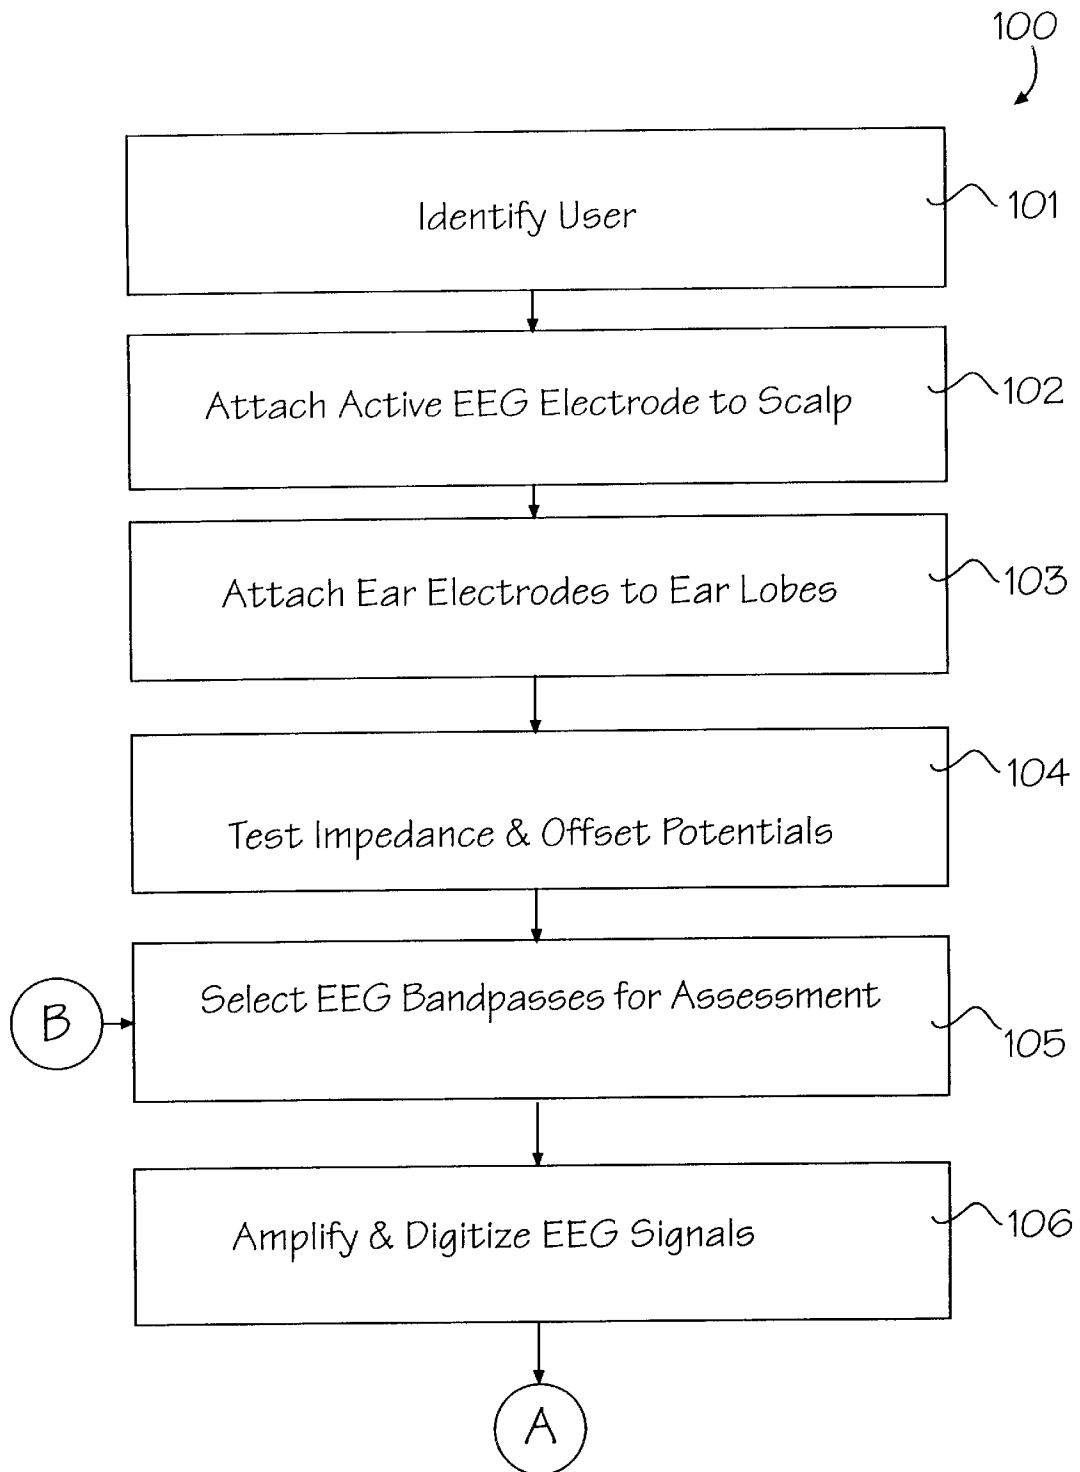 100
Identify User
101
Attach Active EEG Electrode to Scalp
102
Attach Ear Electrodes to Ear Lobes
103
104
Test Impedance & Offset Potentials
B
Select EEG Bandpasses for Assessment
105
Amplify & Digitize EEG Signals
106
A